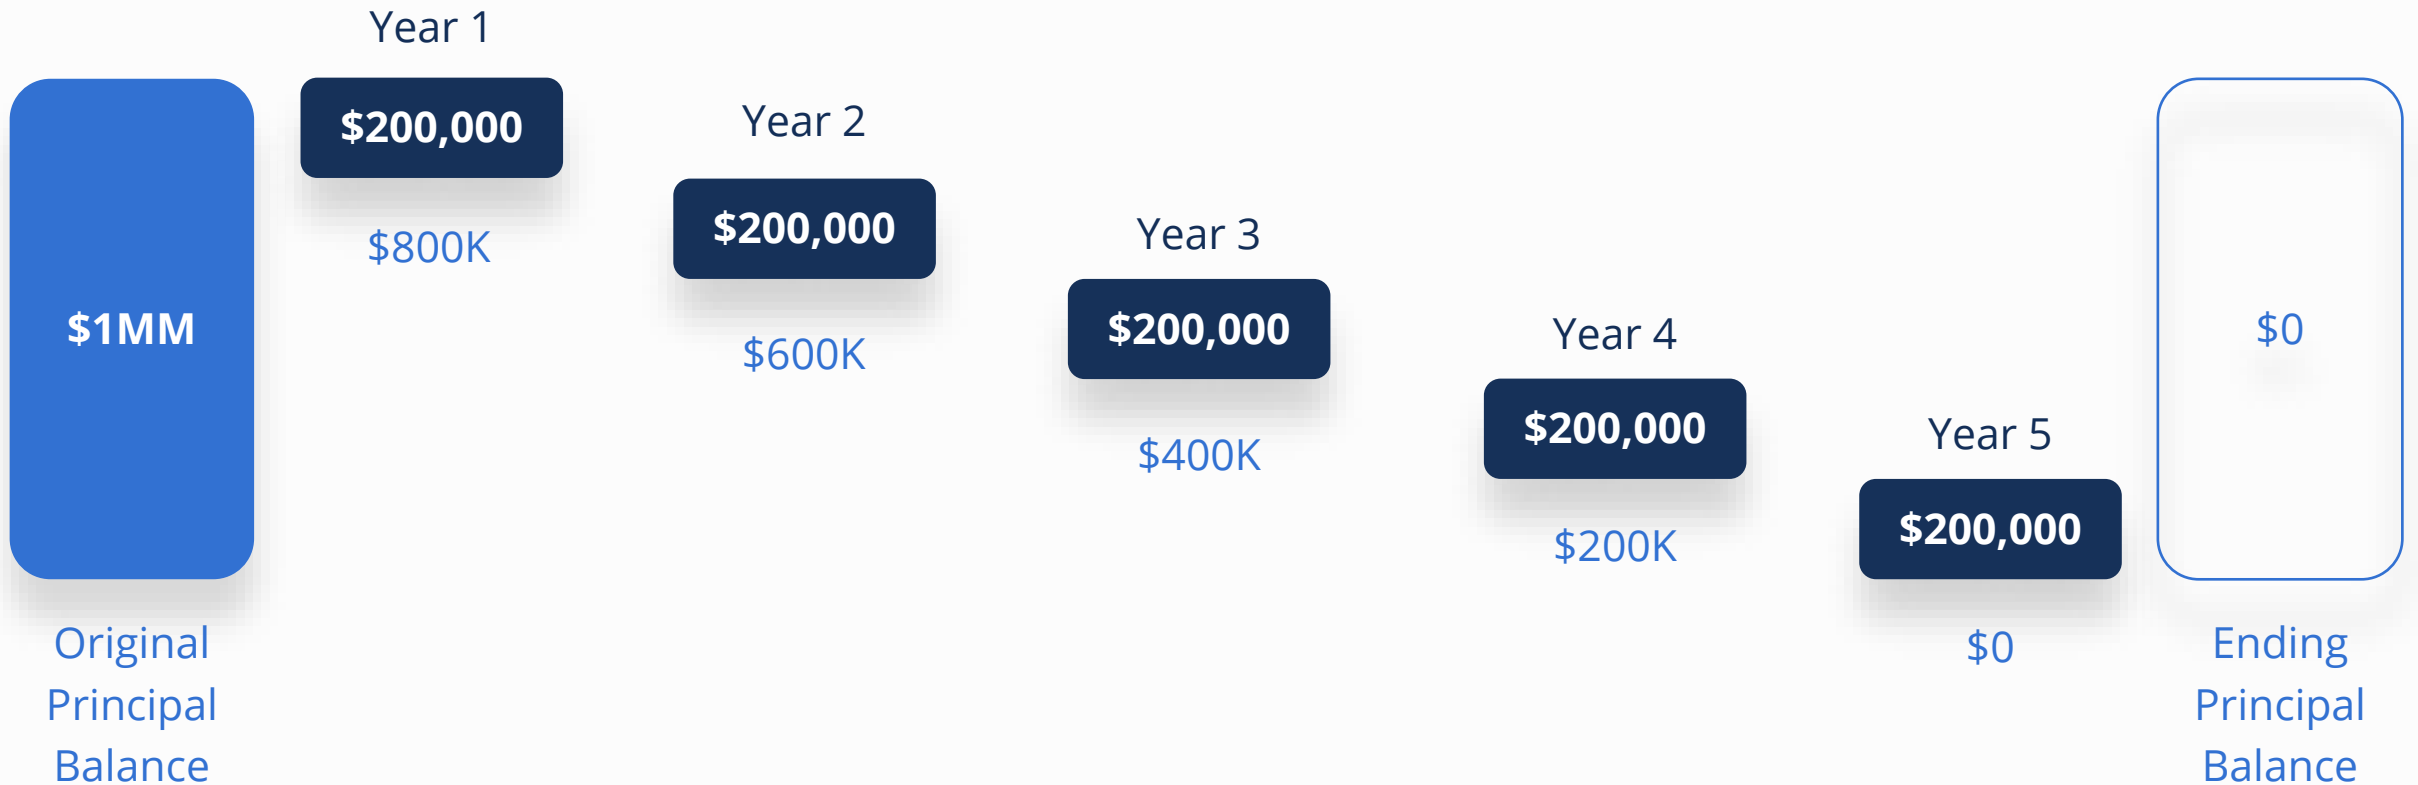 Year 1
$200,000
$800K
Year 2
$200,000
$600K
Year 3
$200,000
$400K
Year 4
$200,000
$200K
Year 5
$200,000
$0
$1MM
Original
Principal
Balance
$0
Ending
Principal
Balance